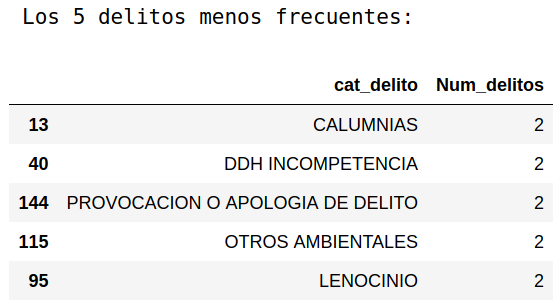 Los 5 delitos menos frecuentes:
cat_delito Num_delitos
13 CALUMNIAS 2
40 DDH INCOMPETENCIA 2
144 PROVOCACION O APOLOGIA DE DELITO 2
115 OTROS AMBIENTALES 2
95 LENOCINIO 2